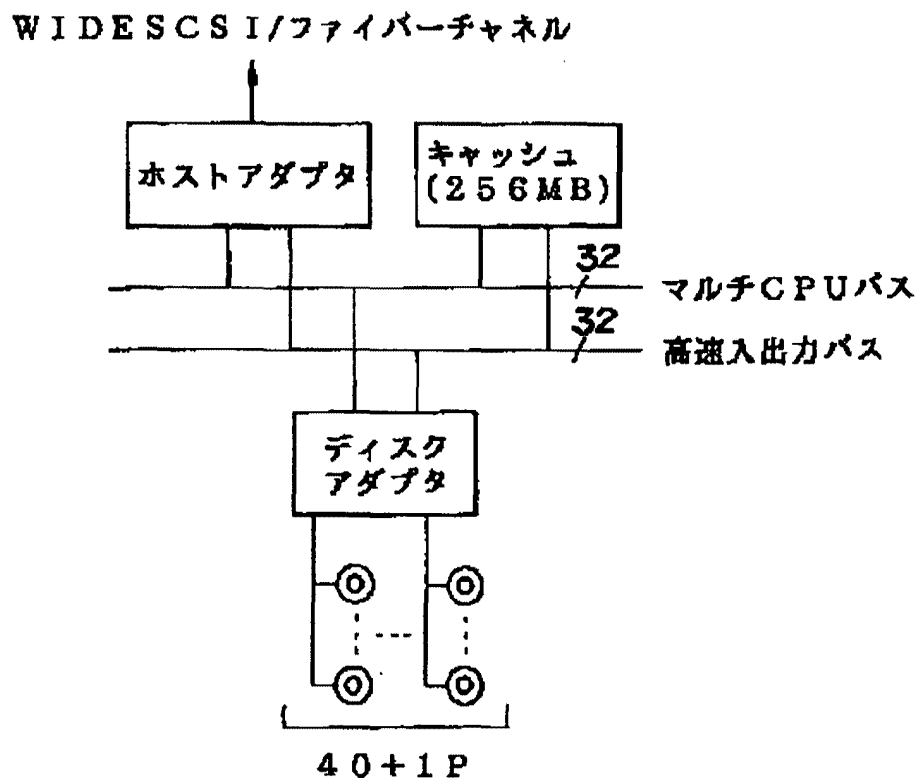 WIDESCSI/ファイバーチャネル
ホストアダプタ
キャッシュ
(256MB)
32
マルチCPUバス
32
高速入出力バス
ディスク
アダプタ
40+1P